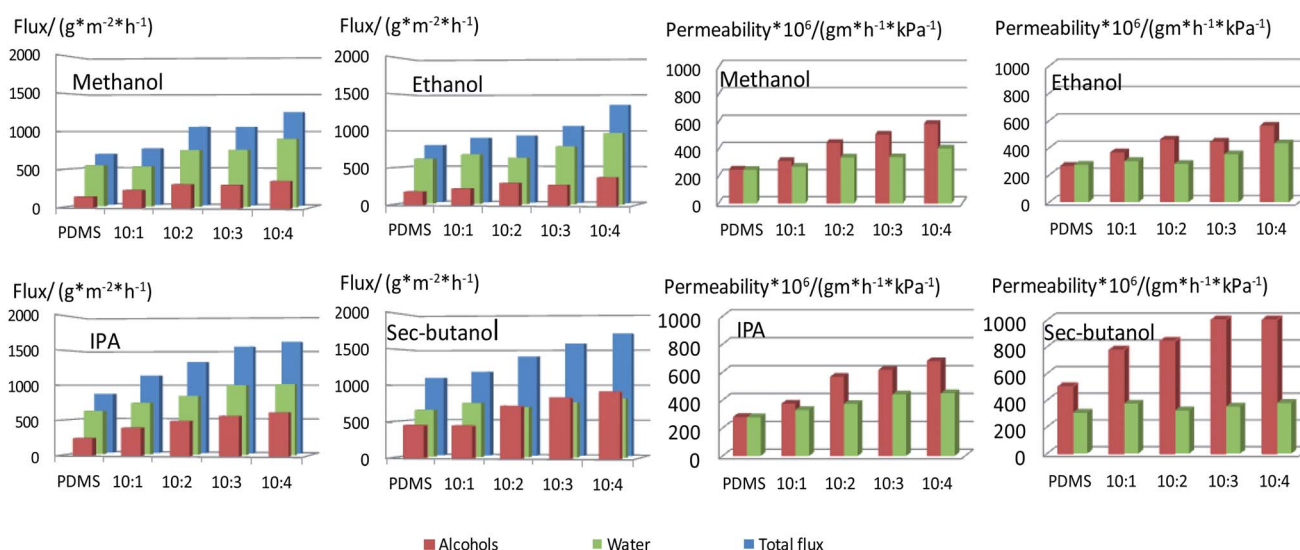 Flux/ (g*m⁻²*h⁻¹)
2000
1500
1000
500
0
Methanol
PDMS 10:1 10:2 10:3 10:4
Flux/ (g*m⁻²*h⁻¹)
2000
1500
1000
500
0
Ethanol
PDMS 10:1 10:2 10:3 10:4
Permeability*10⁶/(gm*h⁻¹*kPa⁻¹)
1000
800
600
400
200
0
Methanol
PDMS 10:1 10:2 10:3 10:4
Permeability*10⁶/(gm*h⁻¹*kPa⁻¹)
1000
800
600
400
200
0
Ethanol
PDMS 10:1 10:2 10:3 10:4
Flux/ (g*m⁻²*h⁻¹)
2000
1500
1000
500
0
IPA
PDMS 10:1 10:2 10:3 10:4
Flux/ (g*m⁻²*h⁻¹)
2000
1500
1000
500
0
Sec-butanol
PDMS 10:1 10:2 10:3 10:4
Permeability*10⁶/(gm*h⁻¹*kPa⁻¹)
1000
800
600
400
200
0
IPA
PDMS 10:1 10:2 10:3 10:4
Permeability*10⁶/(gm*h⁻¹*kPa⁻¹)
1000
800
600
400
200
0
Sec-butanol
PDMS 10:1 10:2 10:3 10:4
Alcohols Water Total flux